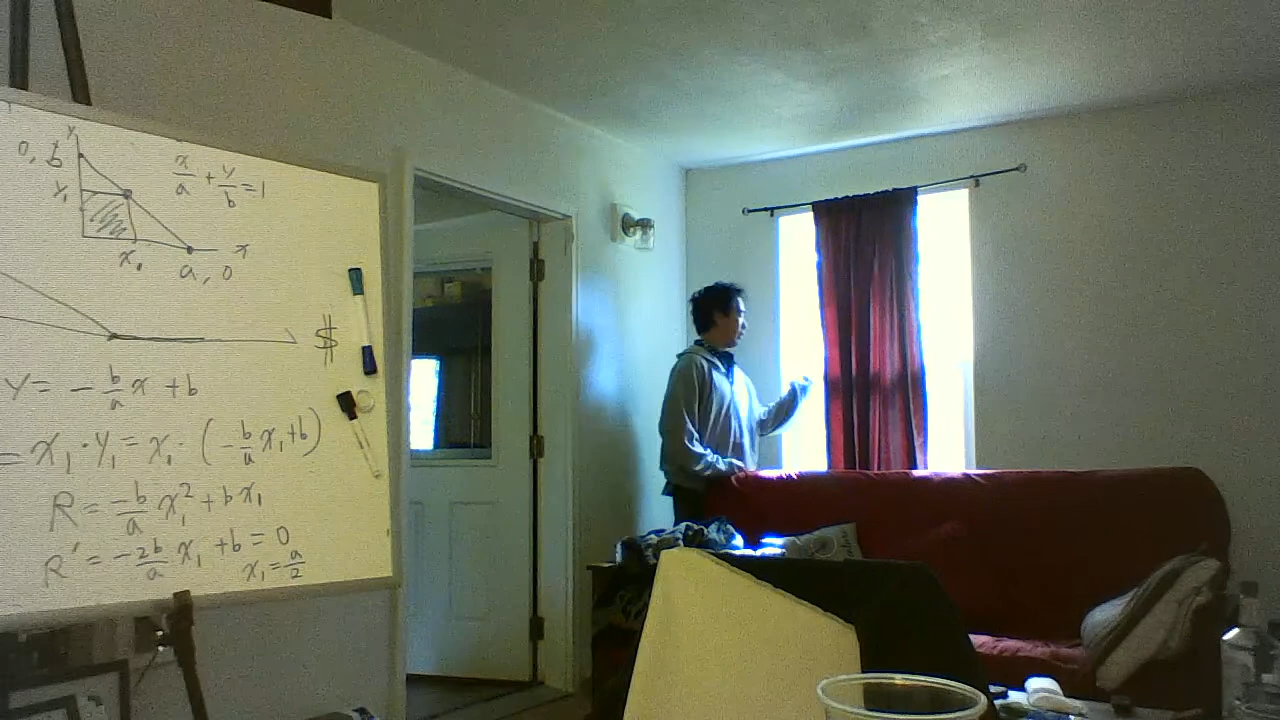 y
0, b
x/a + y/b = 1
y₁
x₁
x
a, 0
$
Y = -b/a x + b
= x₁ · y₁ = x₁ · (-b/a x₁ + b)
R = -b/a x₁² + b x₁
R' = -2b/a x₁ + b = 0
x₁ = a/2